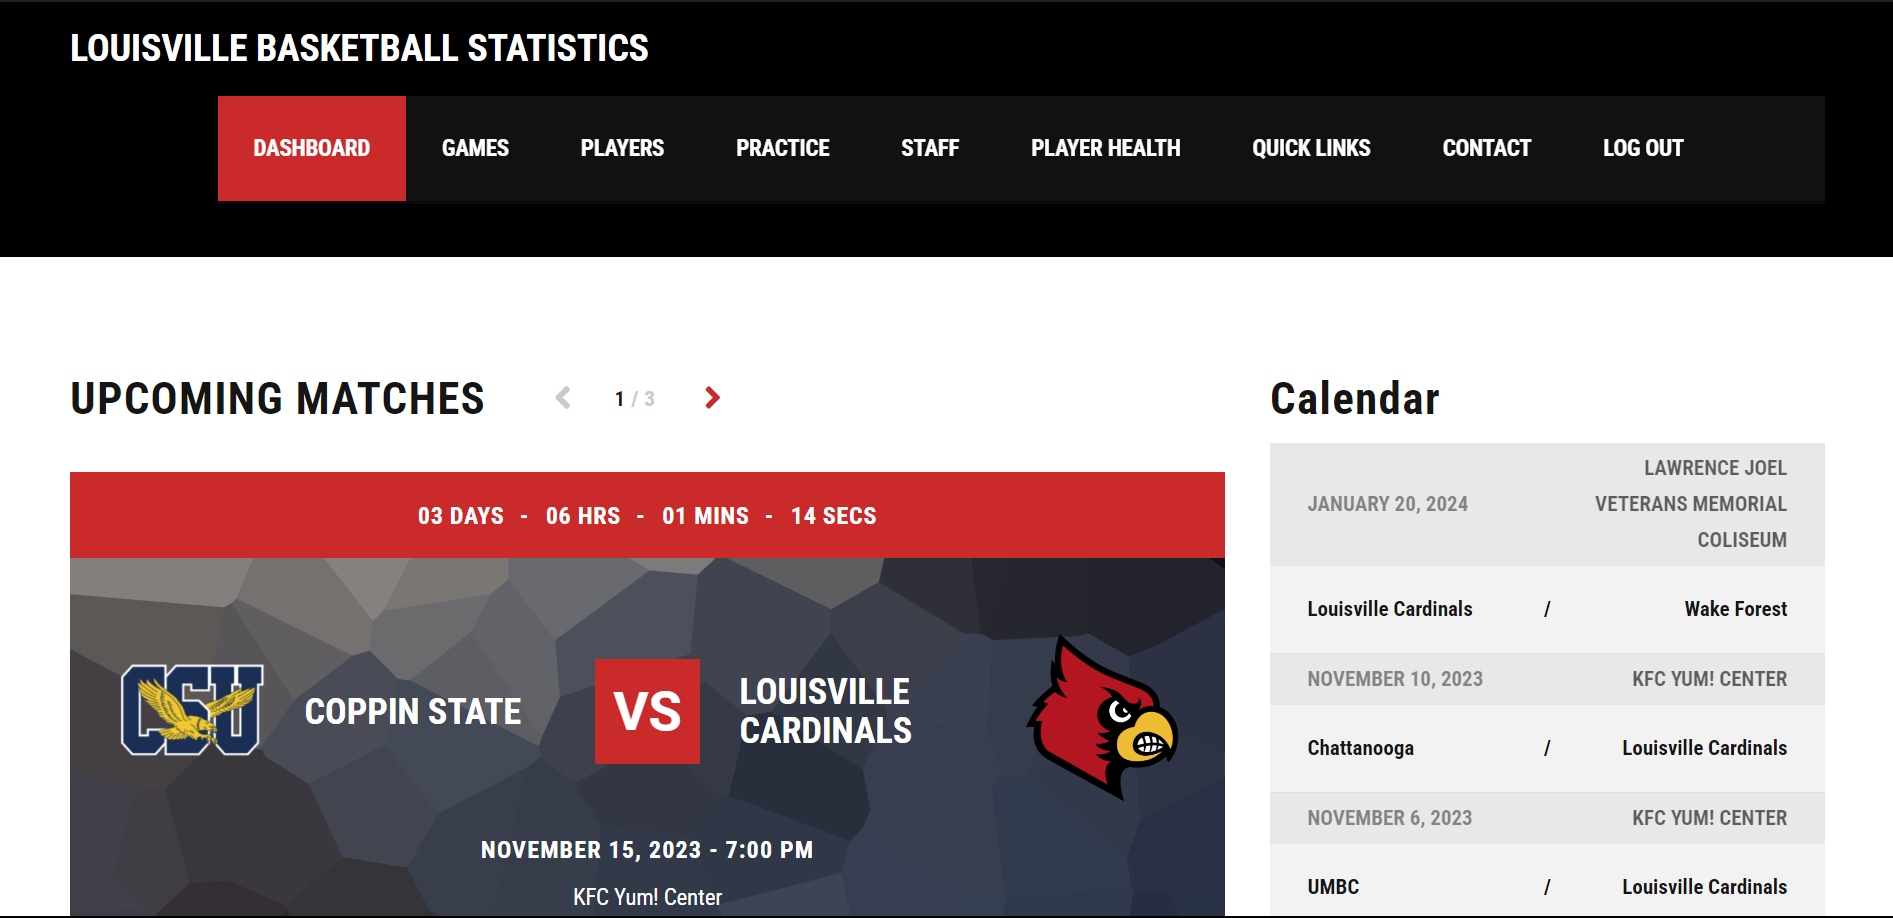 LOUISVILLE BASKETBALL STATISTICS
DASHBOARD GAMES PLAYERS PRACTICE STAFF PLAYER HEALTH QUICK LINKS CONTACT LOG OUT
UPCOMING MATCHES 1 / 3
03 DAYS - 06 HRS - 01 MINS - 14 SECS
CSU
COPPIN STATE
VS
LOUISVILLE
CARDINALS
NOVEMBER 15, 2023 - 7:00 PM
KFC Yum! Center
Calendar
JANUARY 20, 2024
LAWRENCE JOEL
VETERANS MEMORIAL
COLISEUM
Louisville Cardinals / Wake Forest
NOVEMBER 10, 2023 KFC YUM! CENTER
Chattanooga / Louisville Cardinals
NOVEMBER 6, 2023 KFC YUM! CENTER
UMBC / Louisville Cardinals